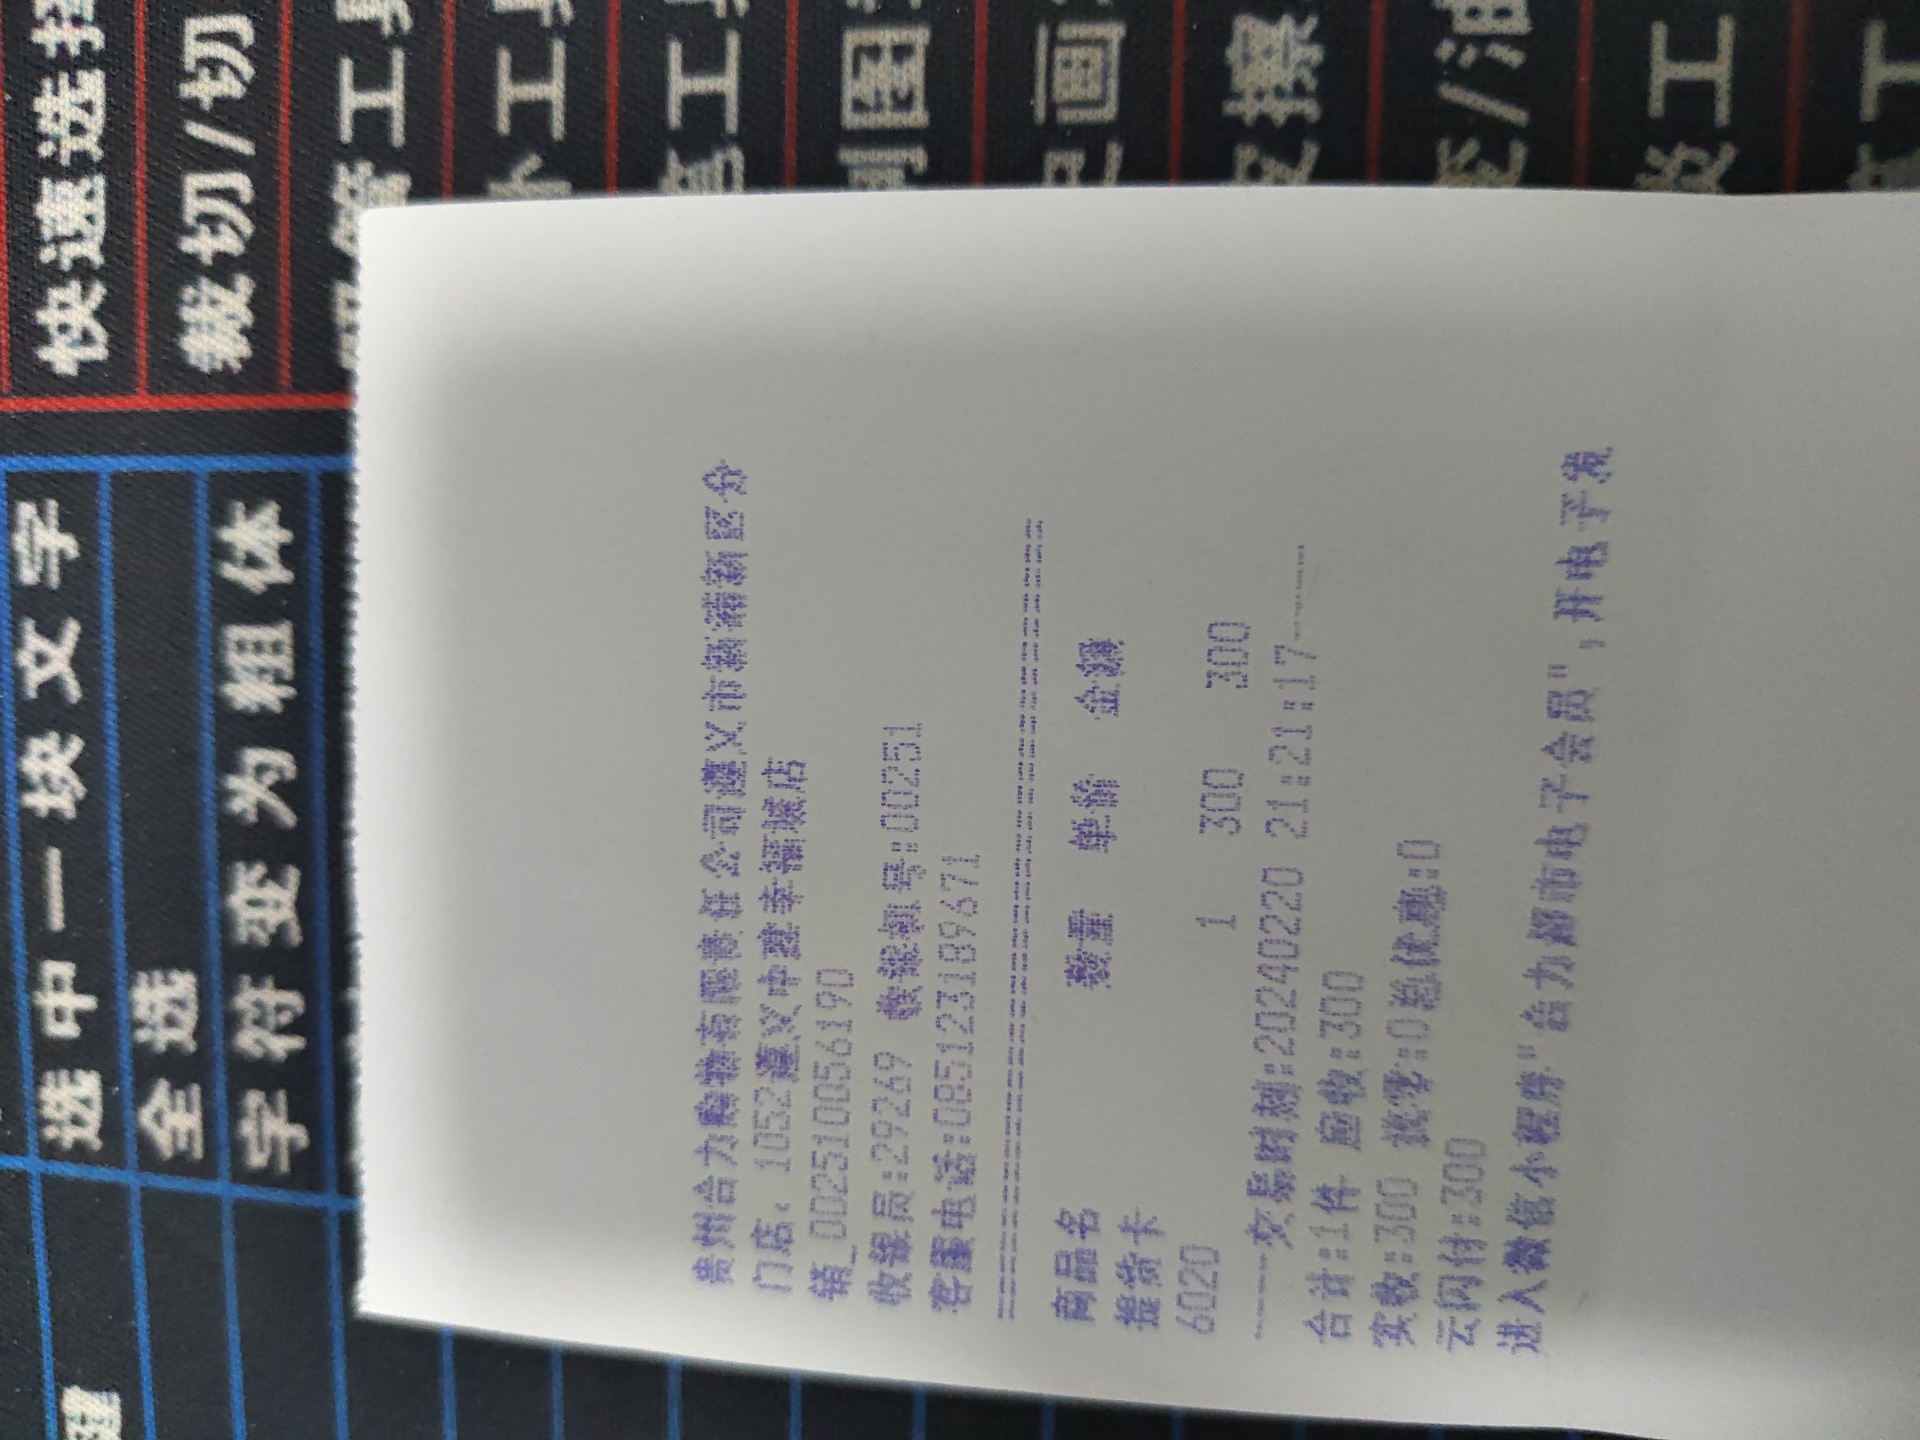 贵州合力购物有限责任公司遵义市新蒲新区分
门店: 1052遵义中建幸福城店
销_0025100056190
收银员:29269 收银机号:00251
客重电话:085123189671
商品名 数量 单价 金额
提货卡
6020 1 300 300
-----交易时刻:20240220 21:21:17-----
合计:1件 应收:300
实收:300 找零:0总优惠:0
云闪付:300
进入微信小程序"合力超市电子会员",开电子发
快速选择
裁切/切
选中一块文字
全选
字符变为粗体